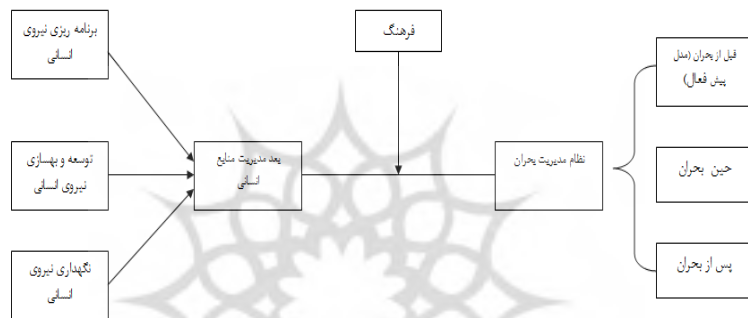 برنامه ریزی نیروی
انسانی
فرهنگ
قبل از بحران (مدل
پیش فعال)
توسعه و بهسازی
نیروی انسانی
بعد مدیریت منابع
انسانی
نظام مدیریت بحران
حین بحران
نگهداری نیروی
انسانی
پس از بحران